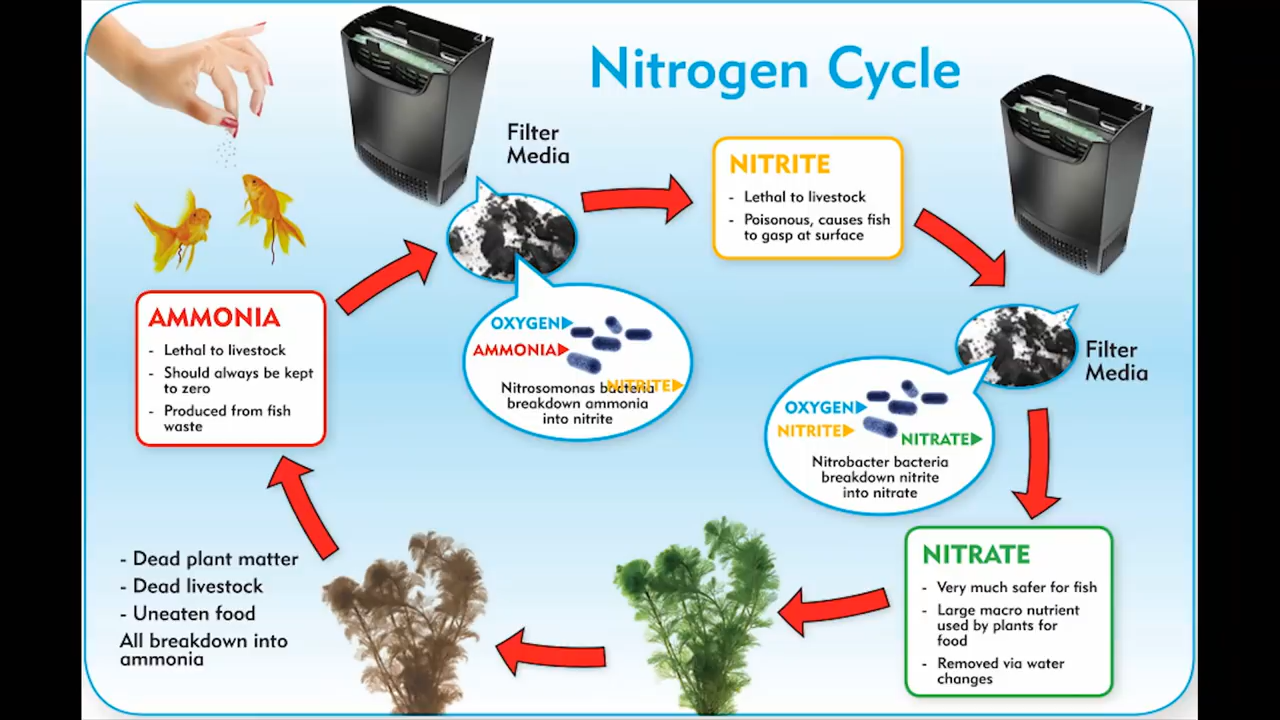 Nitrogen Cycle
Filter
Media
NITRITE
- Lethal to livestock
- Poisonous, causes fish
to gasp at surface
AMMONIA
- Lethal to livestock
- Should always be kept
to zero
- Produced from fish
waste
OXYGEN
AMMONIA
NITRITE
Nitrosomonas bacteria
breakdown ammonia
into nitrite
Filter
Media
OXYGEN
NITRITE
NITRATE
Nitrobacter bacteria
breakdown nitrite
into nitrate
NITRATE
- Very much safer for fish
- Large macro nutrient
used by plants for
food
- Removed via water
changes
- Dead plant matter
- Dead livestock
- Uneaten food
All breakdown into
ammonia